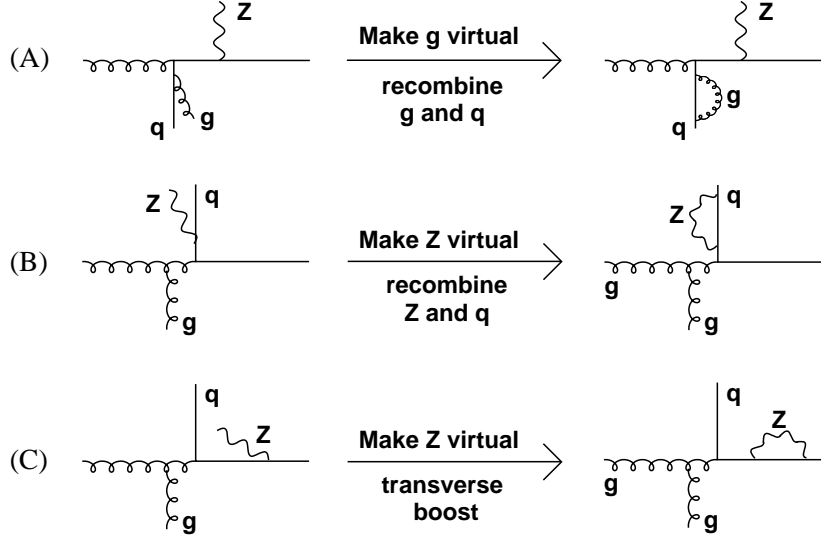 Z
Make g virtual
Z
(A)
recombine
g and q
g
q
g
q
q
Z
Make Z virtual
q
Z
(B)
recombine
Z and q
g
g
g
q
Z
Make Z virtual
q
Z
(C)
transverse
boost
g
g
g